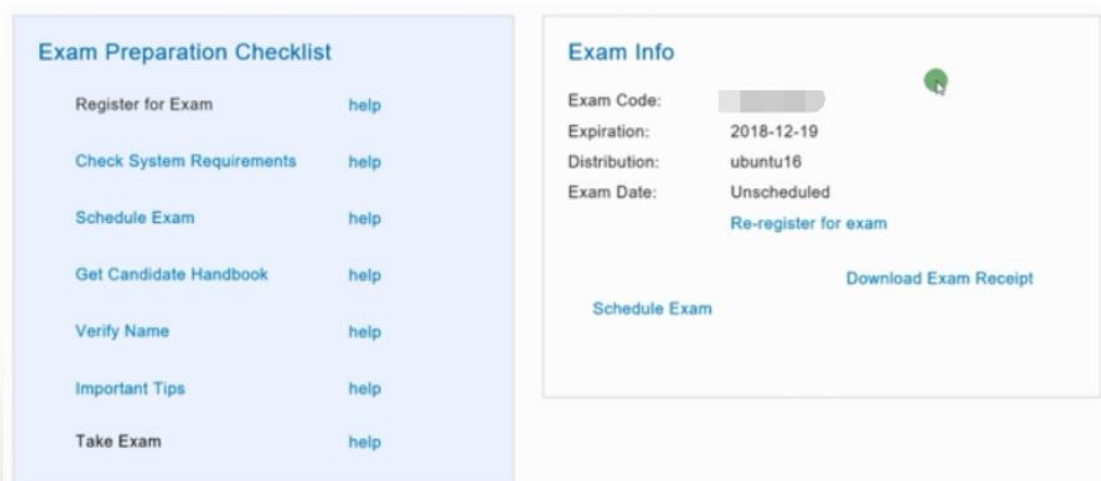 Exam Preparation Checklist
Register for Exam help
Check System Requirements help
Schedule Exam help
Get Candidate Handbook help
Verify Name help
Important Tips help
Take Exam help
Exam Info
Exam Code:
Expiration: 2018-12-19
Distribution: ubuntu16
Exam Date: Unscheduled
Re-register for exam
Download Exam Receipt
Schedule Exam